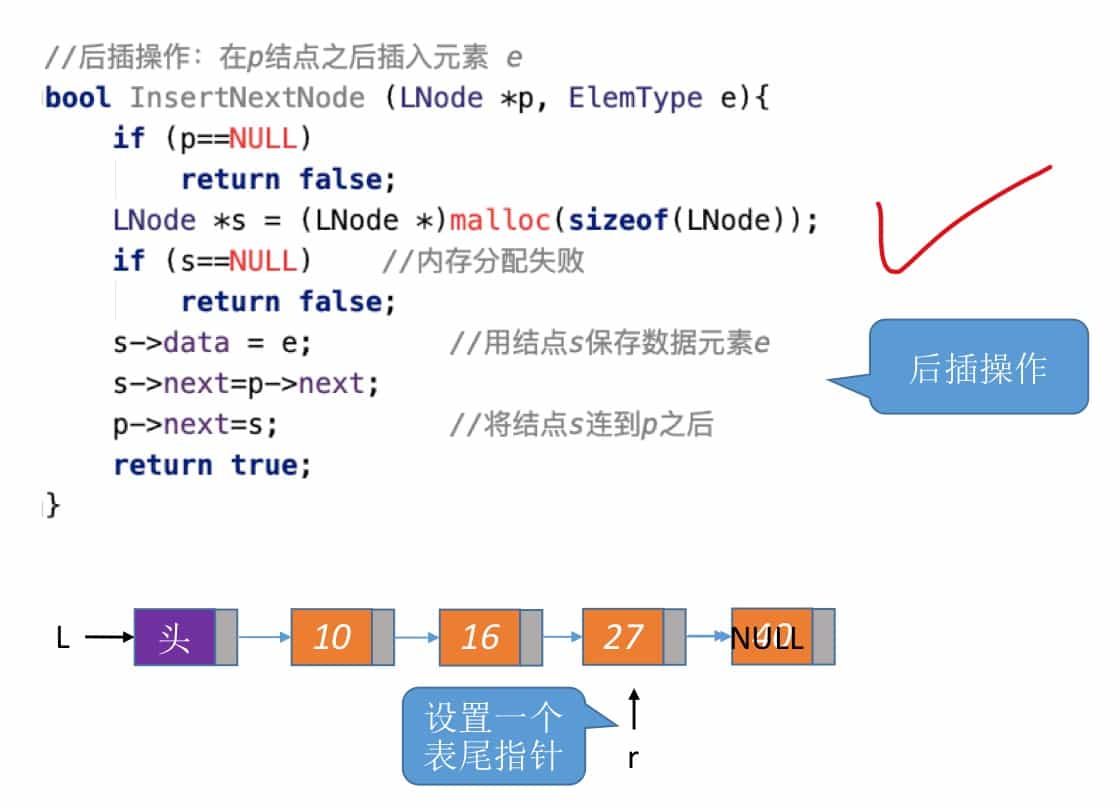 //后插操作：在p结点之后插入元素 e
bool InsertNextNode (LNode *p, ElemType e){
if (p==NULL)
return false;
LNode *s = (LNode *)malloc(sizeof(LNode));
if (s==NULL) //内存分配失败
return false;
s->data = e; //用结点s保存数据元素e
s->next=p->next;
p->next=s; //将结点s连到p之后
return true;
}
后插操作
L 头 10 16 27 40 NULL
设置一个
表尾指针
r